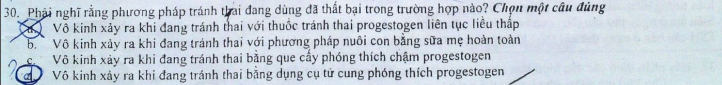 30. Phải nghĩ rằng phương pháp tránh thai đang dùng đã thất bại trong trường hợp nào? Chọn một câu đúng
a. Vô kinh xảy ra khi đang tránh thai với thuốc tránh thai progestogen liên tục liều thấp
b. Vô kinh xảy ra khi đang tránh thai với phương pháp nuôi con bằng sữa mẹ hoàn toàn
c. Vô kinh xảy ra khi đang tránh thai bằng que cấy phóng thích chậm progestogen
d. Vô kinh xảy ra khi đang tránh thai bằng dụng cụ tử cung phóng thích progestogen